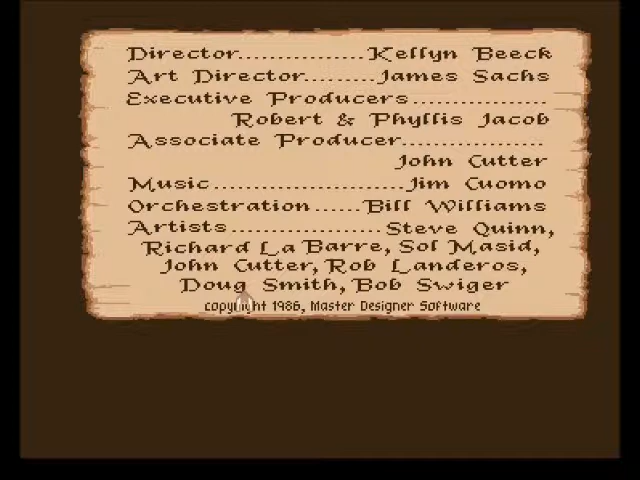 Director...............Kellyn Beeck
Art Director.........James Sachs
Executive Producers................
Robert & Phyllis Jacob
Associate Producer.................
John Cutter
Music.......................Jim Cuomo
Orchestration......Bill Williams
Artists..................Steve Quinn,
Richard La Barre, Sol Masid,
John Cutter, Rob Landeros,
Doug Smith, Bob Swiger
copyright 1986, Master Designer Software